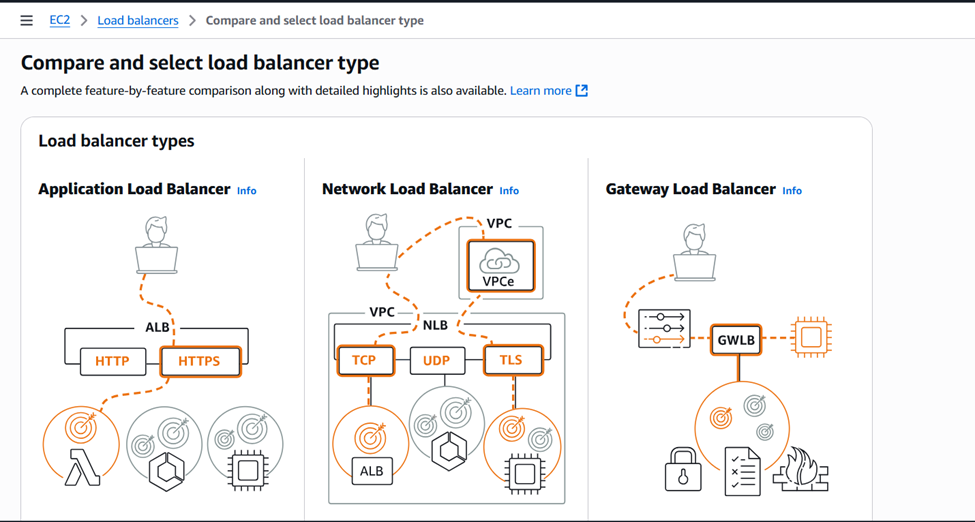 EC2 > Load balancers > Compare and select load balancer type
Compare and select load balancer type
A complete feature-by-feature comparison along with detailed highlights is also available. Learn more
Load balancer types
Application Load Balancer Info
ALB
HTTP
HTTPS
Network Load Balancer Info
VPC
VPCe
VPC
NLB
TCP
UDP
TLS
ALB
Gateway Load Balancer Info
GWLB